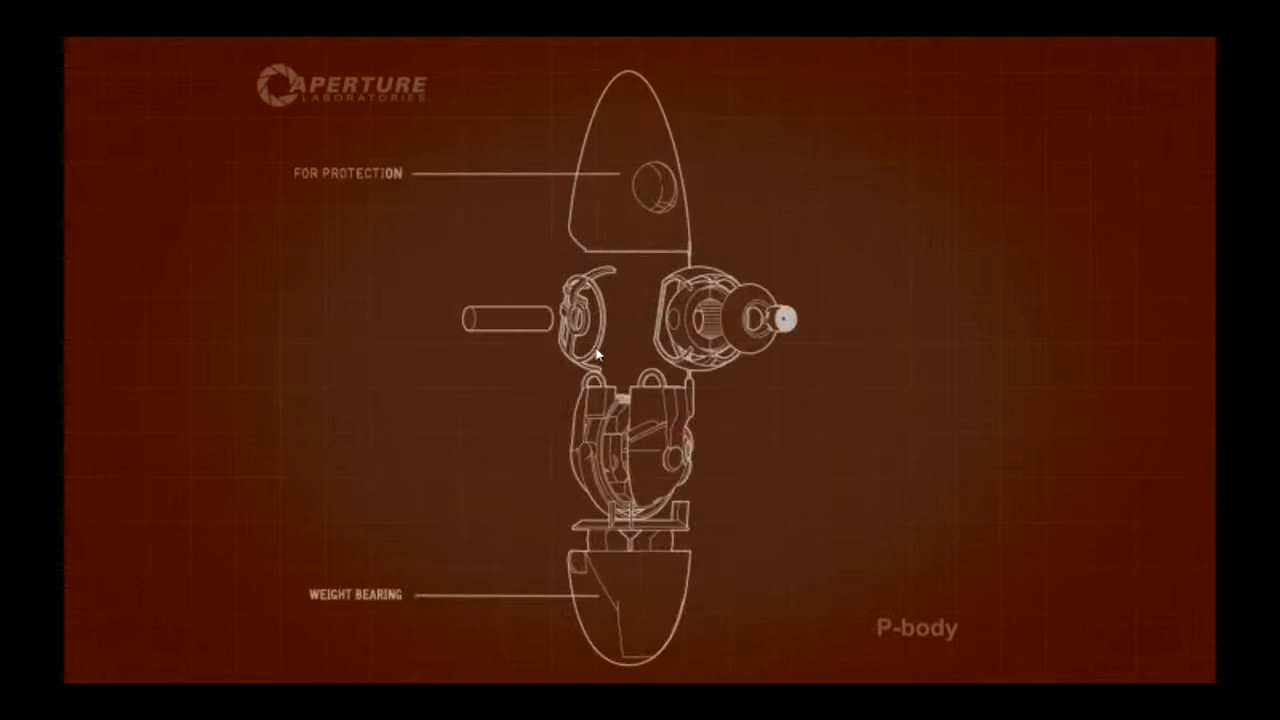 APERTURE
LABORATORIES
FOR PROTECTION
WEIGHT BEARING
P-body